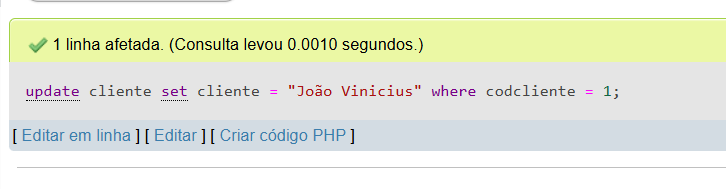 1 linha afetada. (Consulta levou 0.0010 segundos.)
update cliente set cliente = "João Vinicius" where codcliente = 1;
[ Editar em linha ] [ Editar ] [ Criar código PHP ]